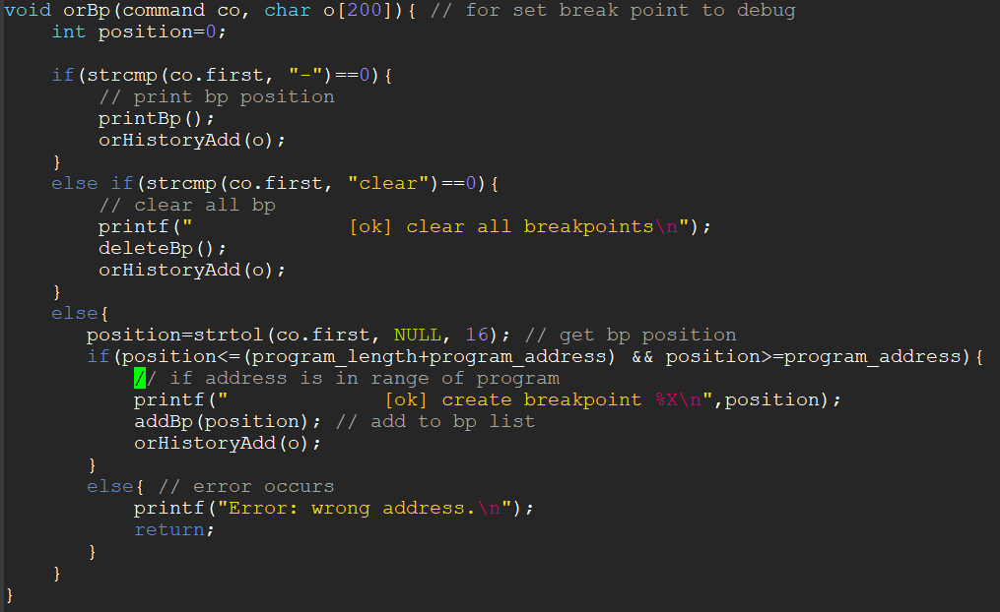 void orBp(command co, char o[200]){ // for set break point to debug
    int position=0;

    if(strcmp(co.first, "-")==0){
        // print bp position
        printBp();
        orHistoryAdd(o);
    }
    else if(strcmp(co.first, "clear")==0){
        // clear all bp
        printf("             [ok] clear all breakpoints\n");
        deleteBp();
        orHistoryAdd(o);
    }
    else{
       position=strtol(co.first, NULL, 16); // get bp position
       if(position<=(program_length+program_address) && position>=program_address){
           // if address is in range of program
           printf("             [ok] create breakpoint %X\n",position);
           addBp(position); // add to bp list
           orHistoryAdd(o);
       }
       else{ // error occurs
           printf("Error: wrong address.\n");
           return;
       }
    }
}